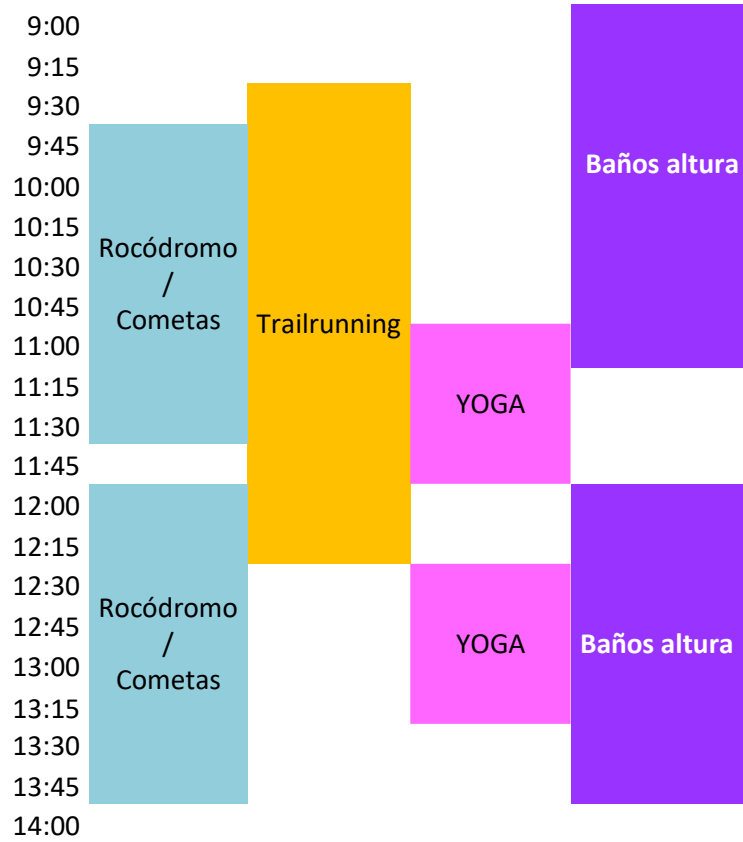 9:00
9:15
9:30
9:45
10:00
10:15
10:30
10:45
11:00
11:15
11:30
11:45
12:00
12:15
12:30
12:45
13:00
13:15
13:30
13:45
14:00
Rocódromo
/
Cometas
Rocódromo
/
Cometas
Trailrunning
YOGA
YOGA
Baños altura
Baños altura